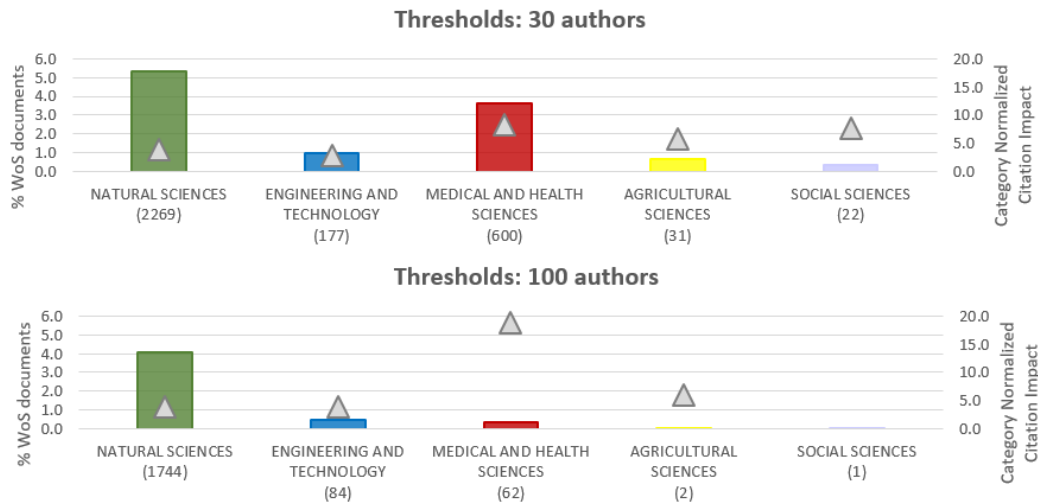 Thresholds: 30 authors
% WoS documents
6.0
5.0
4.0
3.0
2.0
1.0
0.0
20.0
15.0
10.0
5.0
0.0
Category Normalized
Citation Impact
NATURAL SCIENCES
(2269)
ENGINEERING AND
TECHNOLOGY
(177)
MEDICAL AND HEALTH
SCIENCES
(600)
AGRICULTURAL
SCIENCES
(31)
SOCIAL SCIENCES
(22)
Thresholds: 100 authors
% WoS documents
6.0
5.0
4.0
3.0
2.0
1.0
0.0
20.0
15.0
10.0
5.0
0.0
Category Normalized
Citation Impact
NATURAL SCIENCES
(1744)
ENGINEERING AND
TECHNOLOGY
(84)
MEDICAL AND HEALTH
SCIENCES
(62)
AGRICULTURAL
SCIENCES
(2)
SOCIAL SCIENCES
(1)